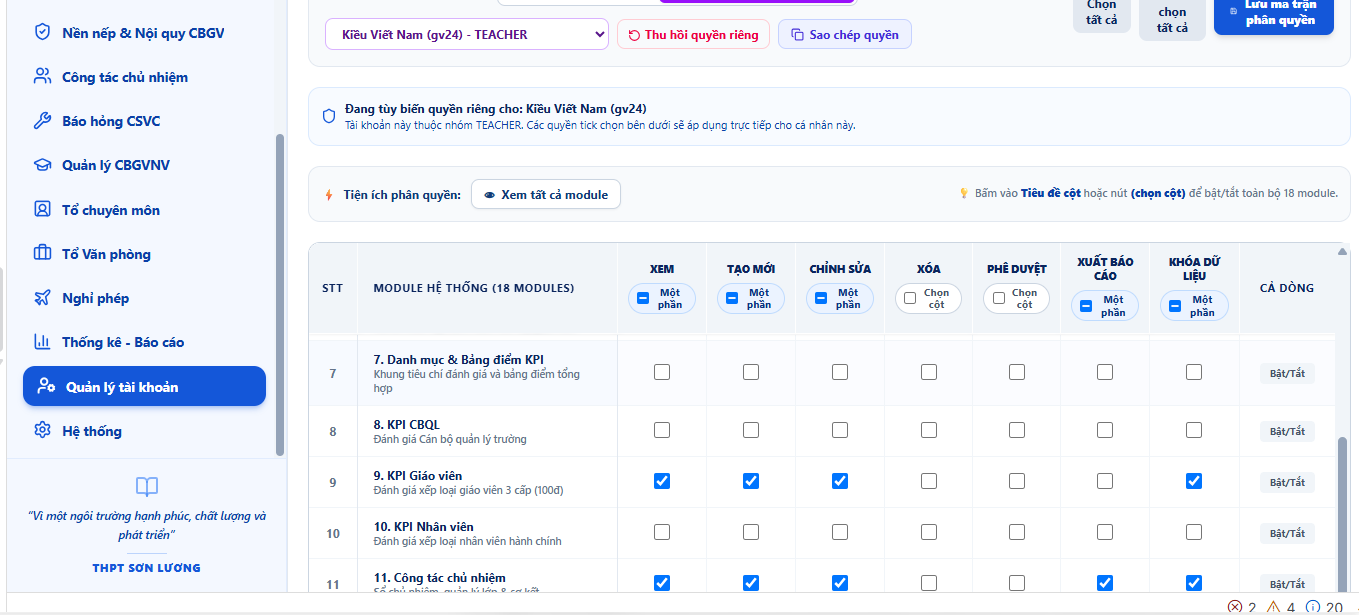 Nền nếp & Nội quy CBGV
Công tác chủ nhiệm
Báo hỏng CSVC
Quản lý CBGVNV
Tổ chuyên môn
Tổ Văn phòng
Nghỉ phép
Thống kê - Báo cáo
Quản lý tài khoản
Hệ thống
"Vì một ngôi trường hạnh phúc, chất lượng và
phát triển"
THPT SƠN LƯƠNG
Kiều Viết Nam (gv24) - TEACHER
Thu hồi quyền riêng
Sao chép quyền
Chọn
tất cả
chọn
tất cả
Lưu ma trận
phân quyền
Đang tùy biến quyền riêng cho: Kiều Viết Nam (gv24)
Tài khoản này thuộc nhóm TEACHER. Các quyền tick chọn bên dưới sẽ áp dụng trực tiếp cho cá nhân này.
Tiện ích phân quyền:
Xem tất cả module
Bấm vào Tiêu đề cột hoặc nút (chọn cột) để bật/tắt toàn bộ 18 module.
STT
MODULE HỆ THỐNG (18 MODULES)
XEM
Một
phần
TẠO MỚI
Một
phần
CHỈNH SỬA
Một
phần
XÓA
Chọn
cột
PHÊ DUYỆT
Chọn
cột
XUẤT BÁO
CÁO
Một
phần
KHÓA DỮ
LIỆU
Một
phần
CẢ DÒNG
7
7. Danh mục & Bảng điểm KPI
Khung tiêu chí đánh giá và bảng điểm tổng
hợp
Bật/Tắt
8
8. KPI CBQL
Đánh giá Cán bộ quản lý trường
Bật/Tắt
9
9. KPI Giáo viên
Đánh giá xếp loại giáo viên 3 cấp (100đ)
Bật/Tắt
10
10. KPI Nhân viên
Đánh giá xếp loại nhân viên hành chính
Bật/Tắt
11
11. Công tác chủ nhiệm
Sổ chủ nhiệm, quản lý lớp & sơ kết
Bật/Tắt
2
4
20